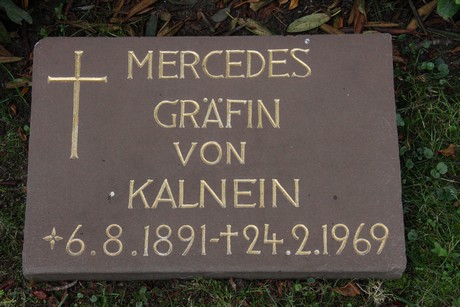 MERCEDES
GRÄFIN
VON
KALNEIN
✦6.8.1891-†24.2.1969